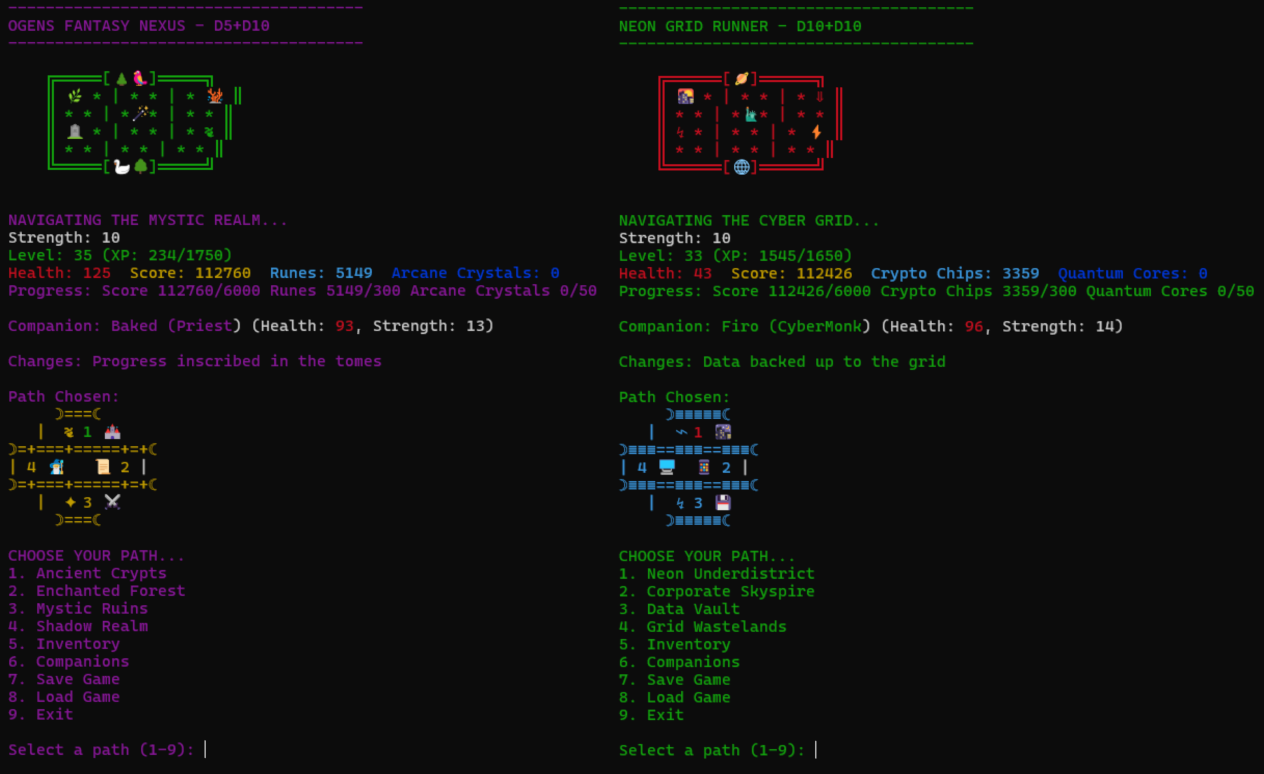 OGENS FANTASY NEXUS - D5+D10
NAVIGATING THE MYSTIC REALM...
Strength: 10
Level: 35 (XP: 234/1750)
Health: 125 Score: 112760 Runes: 5149 Arcane Crystals: 0
Progress: Score 112760/6000 Runes 5149/300 Arcane Crystals 0/50
Companion: Baked (Priest) (Health: 93, Strength: 13)
Changes: Progress inscribed in the tomes
Path Chosen:
1
4 2
3
CHOOSE YOUR PATH...
1. Ancient Crypts
2. Enchanted Forest
3. Mystic Ruins
4. Shadow Realm
5. Inventory
6. Companions
7. Save Game
8. Load Game
9. Exit
Select a path (1-9):
NEON GRID RUNNER - D10+D10
NAVIGATING THE CYBER GRID...
Strength: 10
Level: 33 (XP: 1545/1650)
Health: 43 Score: 112426 Crypto Chips: 3359 Quantum Cores: 0
Progress: Score 112426/6000 Crypto Chips 3359/300 Quantum Cores 0/50
Companion: Firo (CyberMonk) (Health: 96, Strength: 14)
Changes: Data backed up to the grid
Path Chosen:
1
4 2
3
CHOOSE YOUR PATH...
1. Neon Underdistrict
2. Corporate Skyspire
3. Data Vault
4. Grid Wastelands
5. Inventory
6. Companions
7. Save Game
8. Load Game
9. Exit
Select a path (1-9):